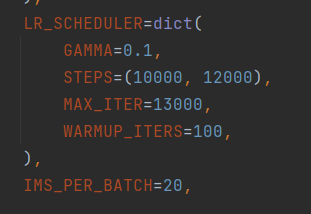 ),
LR_SCHEDULER=dict(
GAMMA=0.1,
STEPS=(10000, 12000),
MAX_ITER=13000,
WARMUP_ITERS=100,
),
IMS_PER_BATCH=20,